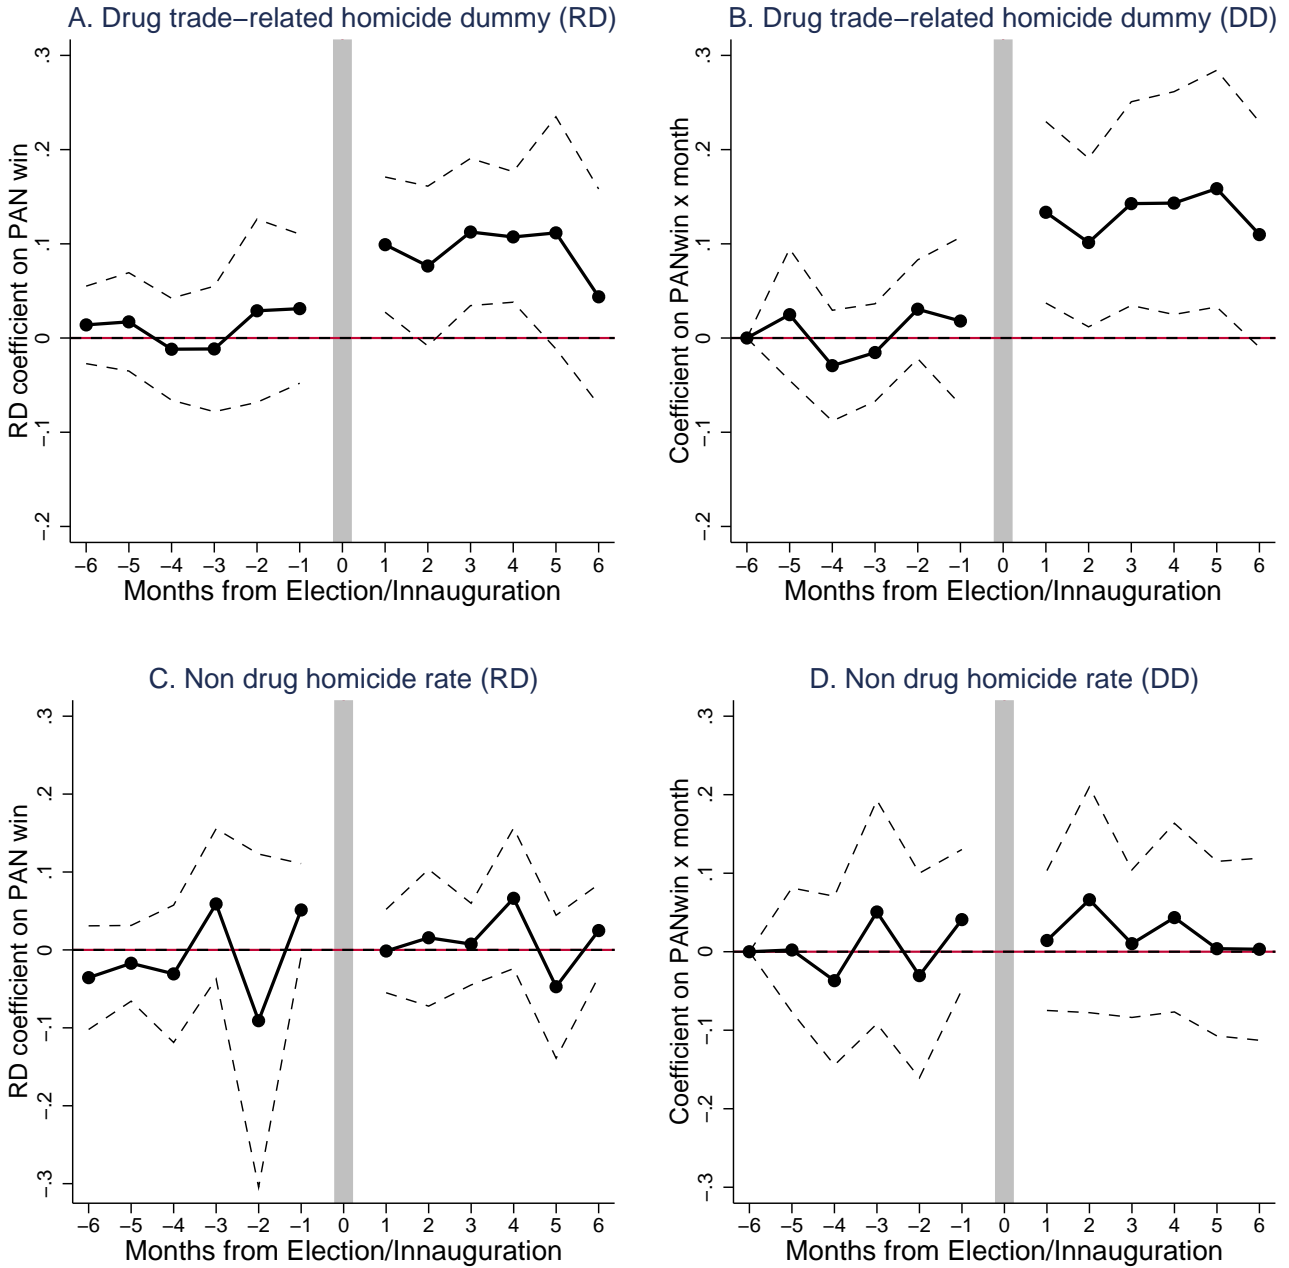 A. Drug trade−related homicide dummy (RD)
RD coefficient on PAN win
.3
.2
.1
0
−.1
−.2
−6 −5 −4 −3 −2 −1 0 1 2 3 4 5 6
Months from Election/Innauguration
B. Drug trade−related homicide dummy (DD)
Coefficient on PANwin x month
.3
.2
.1
0
−.1
−.2
−6 −5 −4 −3 −2 −1 0 1 2 3 4 5 6
Months from Election/Innauguration
C. Non drug homicide rate (RD)
RD coefficient on PAN win
.3
.2
.1
0
−.1
−.2
−.3
−6 −5 −4 −3 −2 −1 0 1 2 3 4 5 6
Months from Election/Innauguration
D. Non drug homicide rate (DD)
Coefficient on PANwin x month
.3
.2
.1
0
−.1
−.2
−.3
−6 −5 −4 −3 −2 −1 0 1 2 3 4 5 6
Months from Election/Innauguration